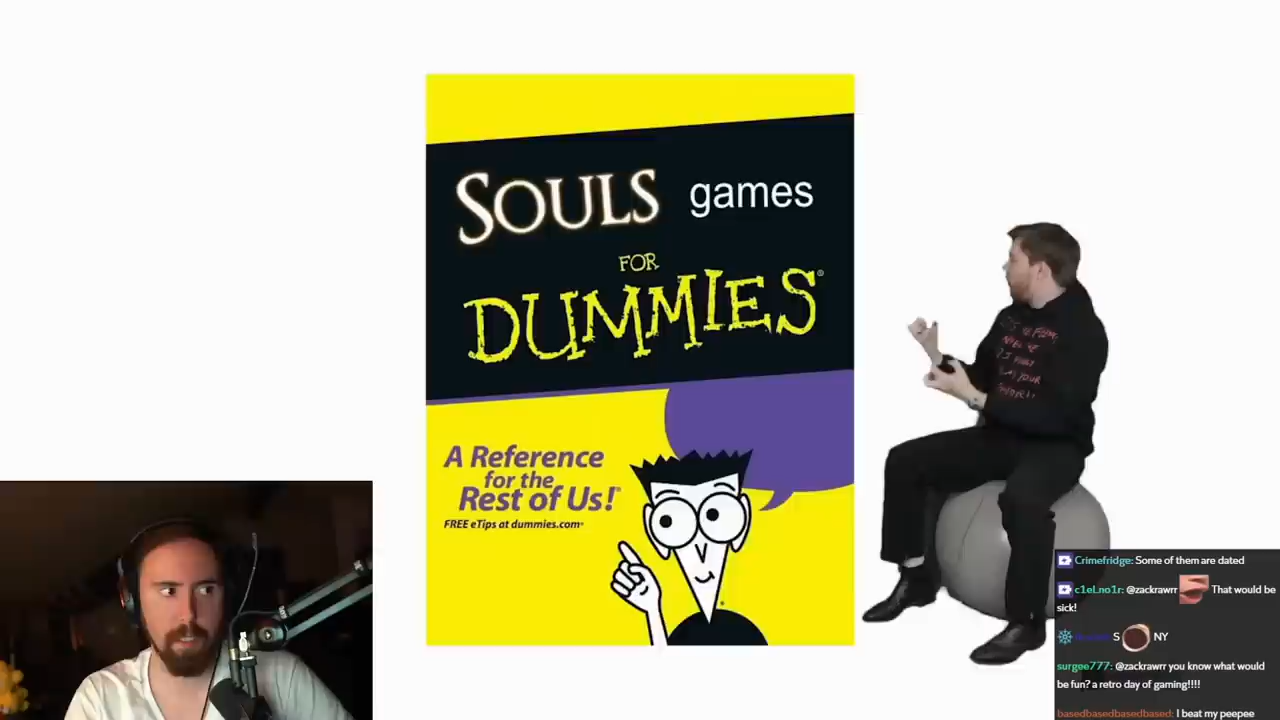 SOULS games
FOR
DUMMIES®
A Reference
for the
Rest of Us!®
FREE eTips at dummies.com®
Crimefridge: Some of them are dated
c1eLno1r: @zackrawrr That would be
sick!
S NY
surgee777: @zackrawrr you know what would
be fun? a retro day of gaming!!!!
basedbasedbasedbased: I beat my peepee